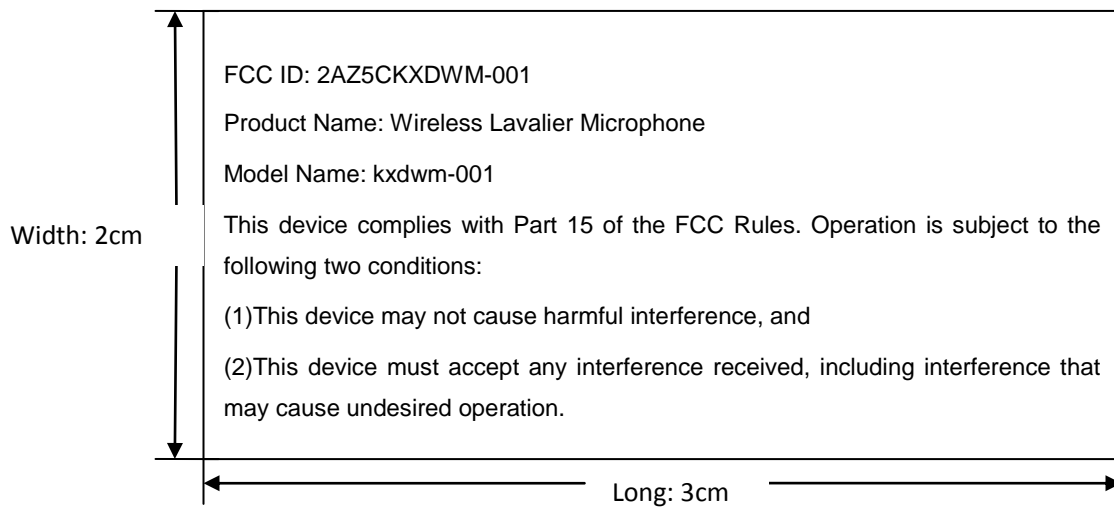 FCC ID: 2AZ5CKXDWM-001
Product Name: Wireless Lavalier Microphone
Model Name: kxdwm-001
Width: 2cm
This device complies with Part 15 of the FCC Rules. Operation is subject to the
following two conditions:
(1)This device may not cause harmful interference, and
(2)This device must accept any interference received, including interference that
may cause undesired operation.
Long: 3cm